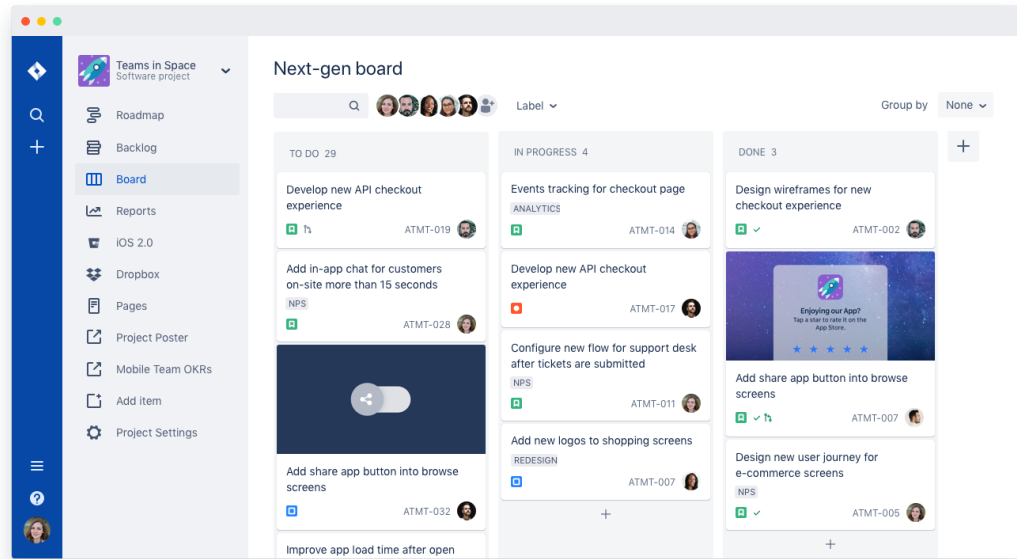 Teams in Space
Software project
Roadmap
Backlog
Board
Reports
iOS 2.0
Dropbox
Pages
Project Poster
Mobile Team OKRs
Add item
Project Settings
Next-gen board
Label
Group by
None
TO DO 29
Develop new API checkout
experience
ATMT-019
Add in-app chat for customers
on-site more than 15 seconds
NPS
ATMT-028
Add share app button into browse
screens
ATMT-032
Improve app load time after open
IN PROGRESS 4
Events tracking for checkout page
ANALYTICS
ATMT-014
Develop new API checkout
experience
ATMT-017
Configure new flow for support desk
after tickets are submitted
NPS
ATMT-011
Add new logos to shopping screens
REDESIGN
ATMT-007
DONE 3
Design wireframes for new
checkout experience
ATMT-002
Enjoying our App?
Tap a star to rate it on the
App Store.
Add share app button into browse
screens
ATMT-007
Design new user journey for
e-commerce screens
NPS
ATMT-005